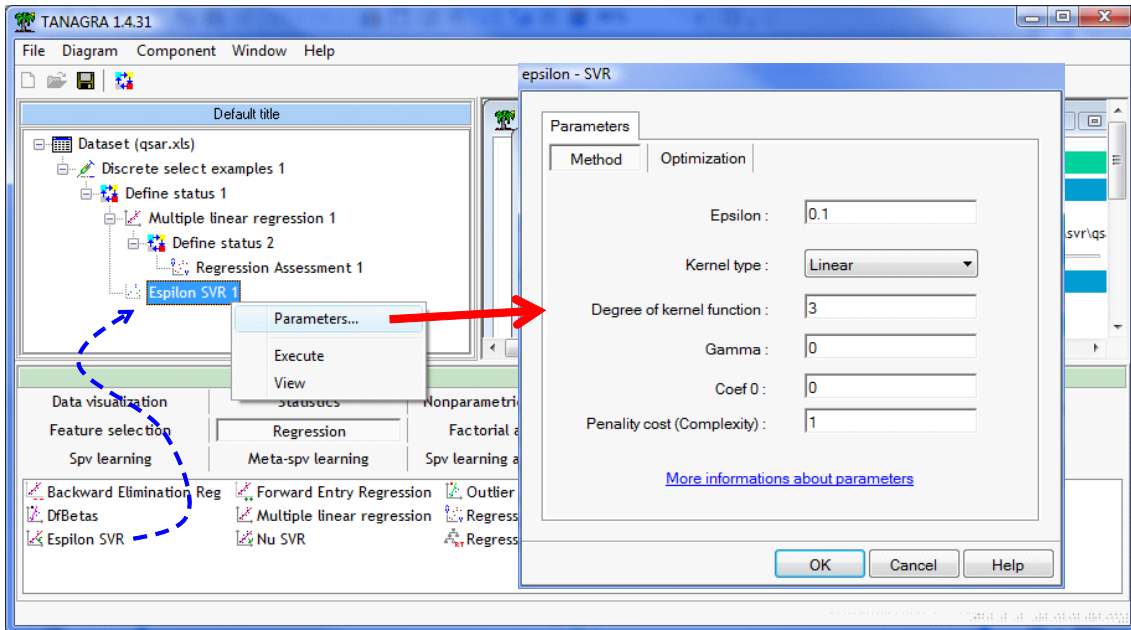 TANAGRA 1.4.31
File Diagram Component Window Help
Default title
Dataset (qsar.xls)
Discrete select examples 1
Define status 1
Multiple linear regression 1
Define status 2
Regression Assessment 1
Espilon SVR 1
Parameters...
Execute
View
epsilon - SVR
Parameters
Method Optimization
Epsilon : 0.1
Kernel type : Linear
Degree of kernel function : 3
Gamma : 0
Coef 0 : 0
Penality cost (Complexity) : 1
More informations about parameters
OK Cancel Help
svr\qs
Data visualization Statistics Nonparametri
Feature selection Regression Factorial a
Spv learning Meta-spv learning Spv learning a
Backward Elimination Reg Forward Entry Regression Outlier
DfBetas Multiple linear regression Regress
Espilon SVR Nu SVR Regress